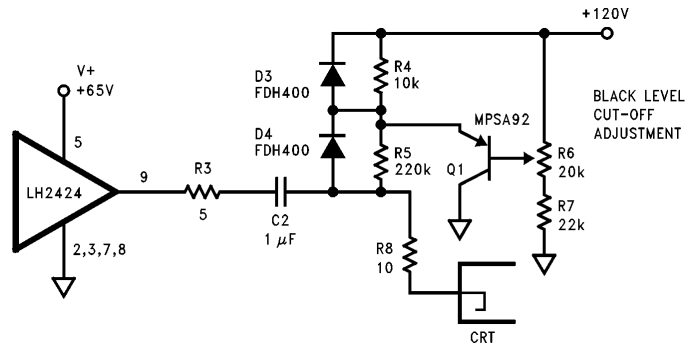 +120V
V+
+65V
D3
FDH400
R4
10k
BLACK LEVEL
CUT-OFF
ADJUSTMENT
MPSA92
D4
FDH400
R5
220k
Q1
R6
20k
5
LH2424
9
R3
5
C2
1 μF
R7
22k
2,3,7,8
R8
10
CRT